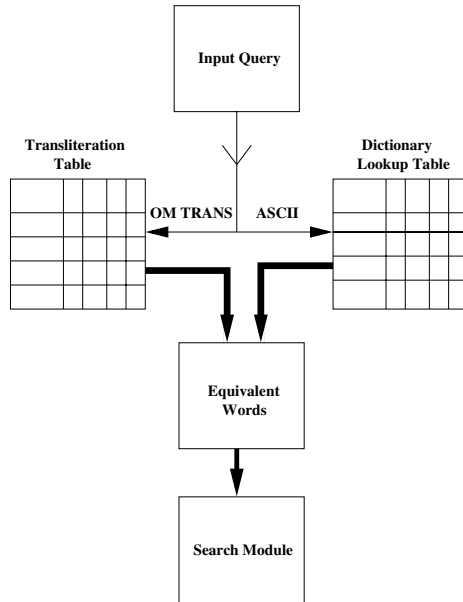 Input Query
Transliteration
Table
Dictionary
Lookup Table
OM TRANS
ASCII
Equivalent
Words
Search Module